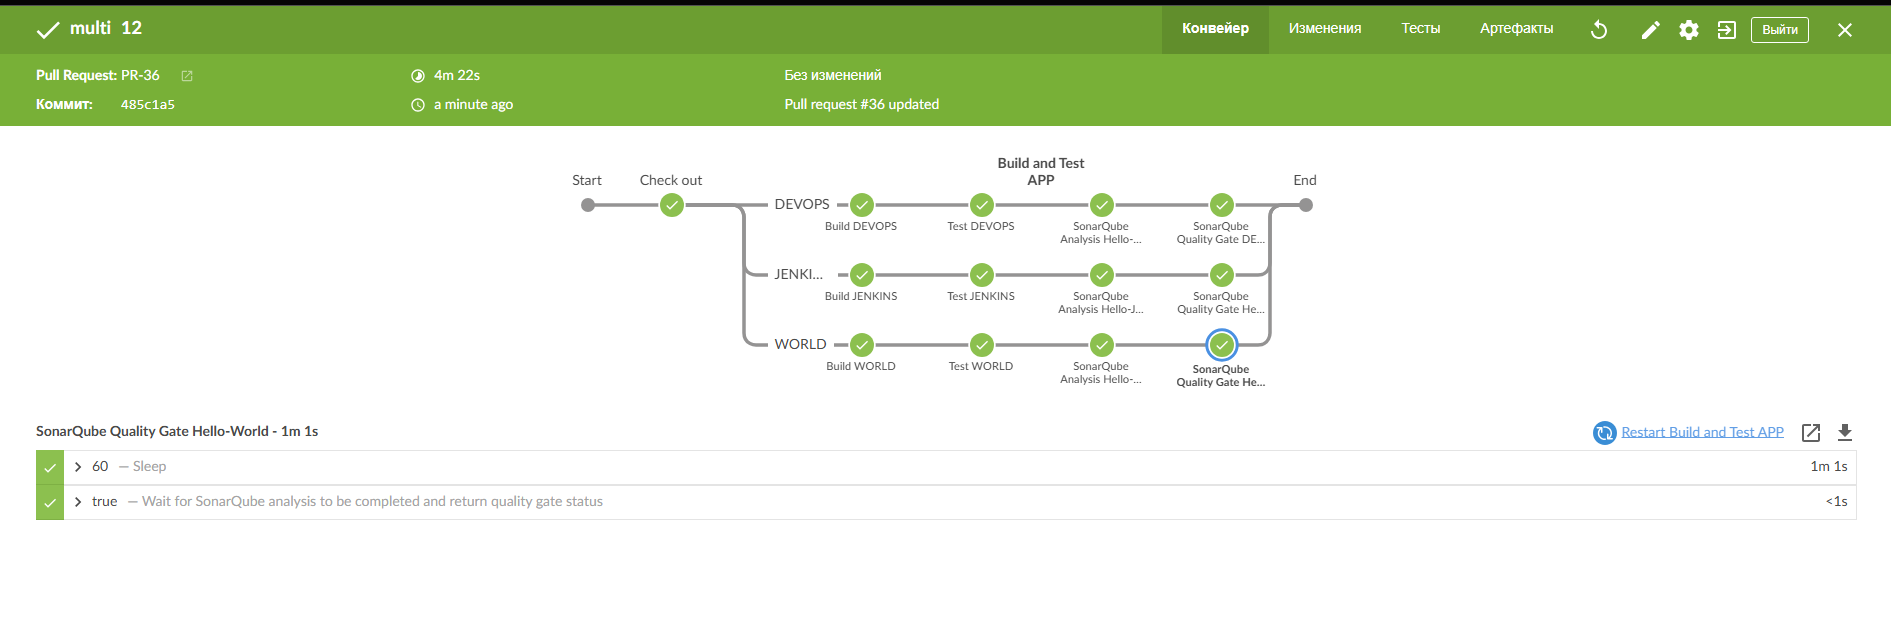 multi 12
Конвейер Изменения Тесты Артефакты Выйти
Pull Request: PR-36 4m 22s Без изменений
Коммит: 485c1a5 a minute ago Pull request #36 updated
Build and Test
APP
Start Check out End
DEVOPS
Build DEVOPS Test DEVOPS SonarQube SonarQube
Analysis Hello-... Quality Gate DE...
JENKI...
Build JENKINS Test JENKINS SonarQube SonarQube
Analysis Hello-J... Quality Gate He...
WORLD
Build WORLD Test WORLD SonarQube SonarQube
Analysis Hello-... Quality Gate He...
SonarQube Quality Gate Hello-World - 1m 1s Restart Build and Test APP
60 — Sleep 1m 1s
true — Wait for SonarQube analysis to be completed and return quality gate status <1s